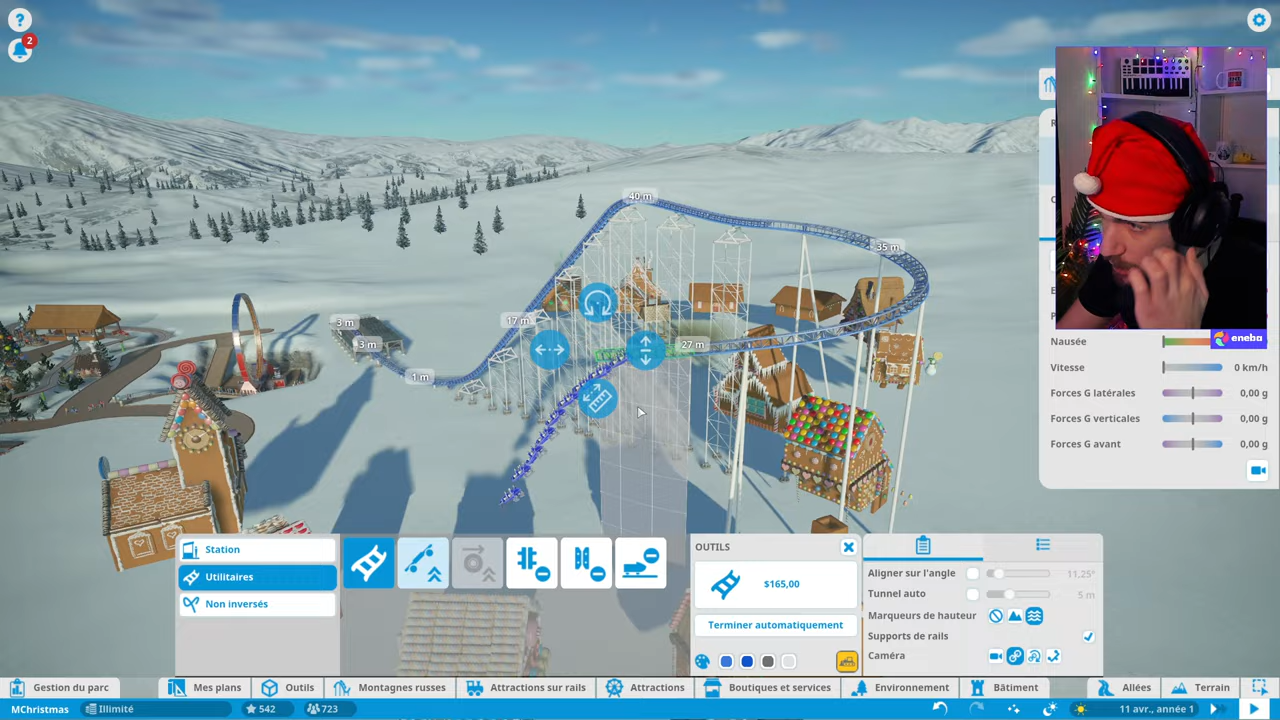 ?
2
40 m
35 m
3 m
17 m
3 m
27 m
1 m
eneba
Nausée
Vitesse
0 km/h
Forces G latérales
0,00 g
Forces G verticales
0,00 g
Forces G avant
0,00 g
Station
Utilitaires
Non inversés
OUTILS
$165,00
Terminer automatiquement
Aligner sur l'angle
11,25°
Tunnel auto
5 m
Marqueurs de hauteur
Supports de rails
Caméra
Gestion du parc
Mes plans
Outils
Montagnes russes
Attractions sur rails
Attractions
Boutiques et services
Environnement
Bâtiment
Allées
Terrain
MChristmas
Illimité
542
723
11 avr., année 1